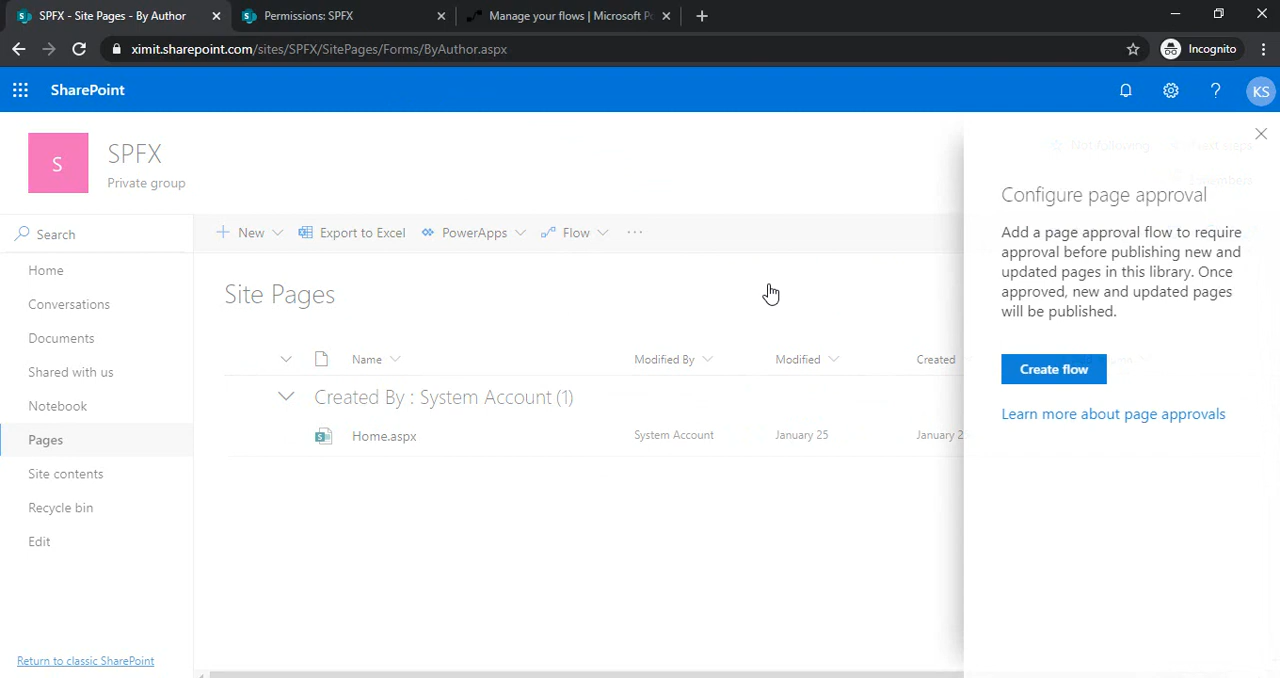 SPFX - Site Pages - By Author
Permissions: SPFX
Manage your flows | Microsoft Po
ximit.sharepoint.com/sites/SPFX/SitePages/Forms/ByAuthor.aspx
Incognito
SharePoint
KS
S
SPFX
Private group
Not following
Next steps
Configure page approval
Add a page approval flow to require
approval before publishing new and
updated pages in this library. Once
approved, new and updated pages
will be published.
Create flow
Learn more about page approvals
Search
New
Export to Excel
PowerApps
Flow
Home
Conversations
Documents
Shared with us
Notebook
Pages
Site contents
Recycle bin
Edit
Return to classic SharePoint
Site Pages
Name
Modified By
Modified
Created
Created By : System Account (1)
Home.aspx
System Account
January 25
January 25